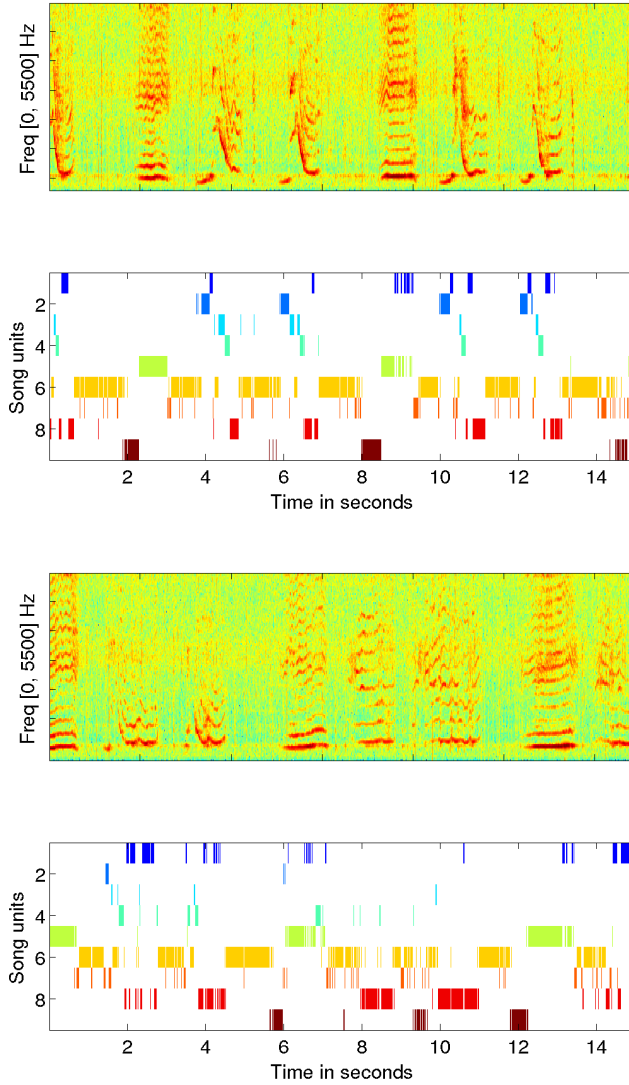 Freq [0, 5500] Hz
Song units
2
4
6
8
2 4 6 8 10 12 14
Time in seconds
Freq [0, 5500] Hz
Song units
2
4
6
8
2 4 6 8 10 12 14
Time in seconds